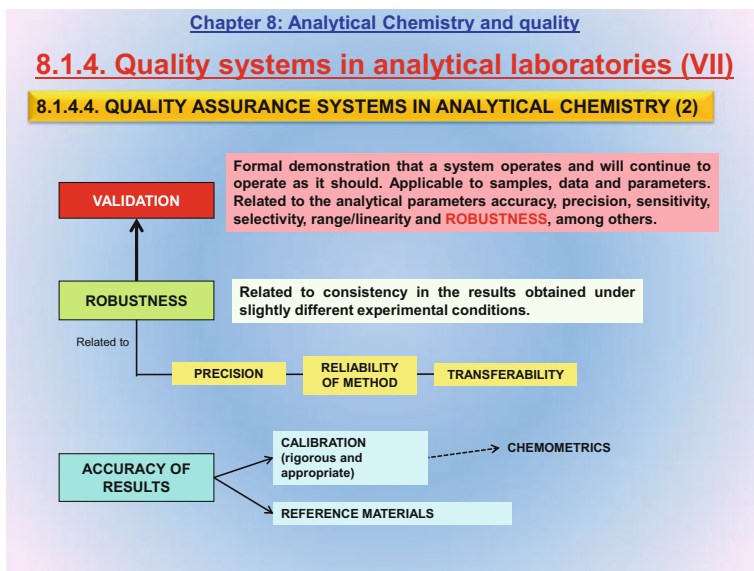 Chapter 8: Analytical Chemistry and quality
8.1.4. Quality systems in analytical laboratories (VII)
8.1.4.4. QUALITY ASSURANCE SYSTEMS IN ANALYTICAL CHEMISTRY (2)
VALIDATION
Formal demonstration that a system operates and will continue to
operate as it should. Applicable to samples, data and parameters.
Related to the analytical parameters accuracy, precision, sensitivity,
selectivity, range/linearity and ROBUSTNESS, among others.
ROBUSTNESS
Related to consistency in the results obtained under
slightly different experimental conditions.
Related to
PRECISION
RELIABILITY
OF METHOD
TRANSFERABILITY
ACCURACY OF
RESULTS
CALIBRATION
(rigorous and
appropriate)
CHEMOMETRICS
REFERENCE MATERIALS